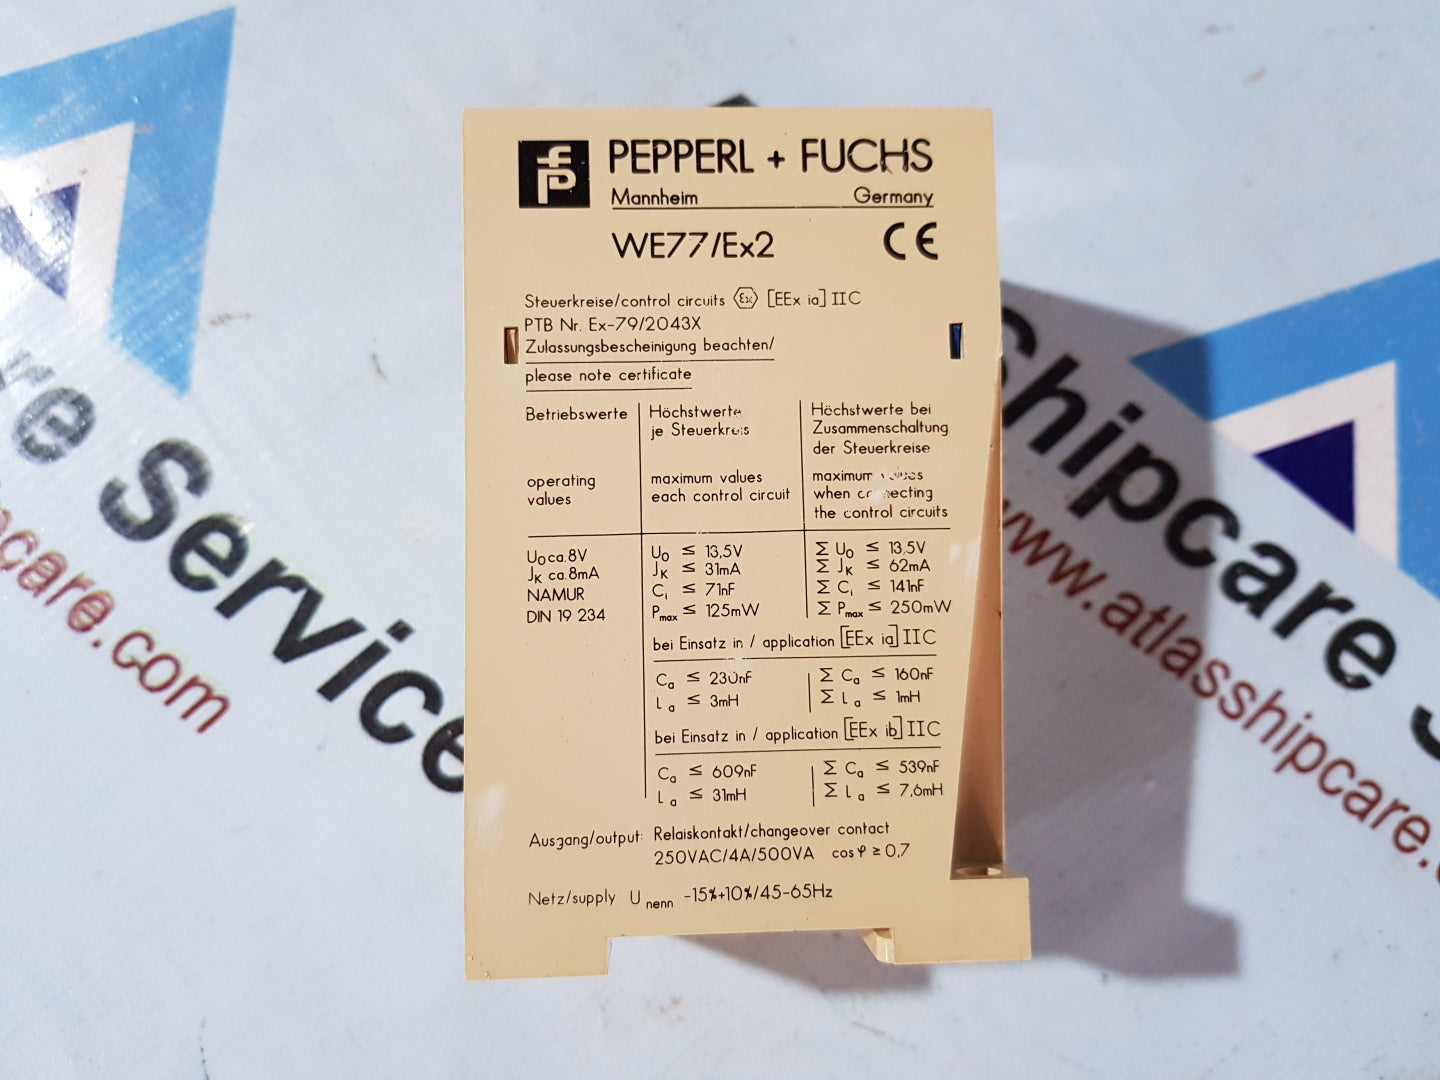 PEPPERL + FUCHS
Mannheim Germany
WE77/Ex2 CE
Steuerkreise/control circuits Ex [EEx ia] IIC
PTB Nr. Ex-79/2043X
Zulassungsbescheinigung beachten/
please note certificate
Betriebswerte
operating
values
Höchstwerte
je Steuerkreis
maximum values
each control circuit
Höchstwerte bei
Zusammenschaltung
der Steuerkreise
maximum values
when connecting
the control circuits
U₀ ca. 8V
Jₖ ca. 8mA
NAMUR
DIN 19 234
U₀ ≤ 13,5V Σ U₀ ≤ 13,5V
Jₖ ≤ 31mA Σ Jₖ ≤ 62mA
Cᵢ ≤ 71nF Σ Cᵢ ≤ 141nF
Pmax ≤ 125mW Σ Pmax ≤ 250mW
bei Einsatz in / application [EEx ia] IIC
Cₐ ≤ 230nF Σ Cₐ ≤ 160nF
Lₐ ≤ 3mH Σ Lₐ ≤ 1mH
bei Einsatz in / application [EEx ib] IIC
Cₐ ≤ 609nF Σ Cₐ ≤ 539nF
Lₐ ≤ 31mH Σ Lₐ ≤ 7,6mH
Ausgang/output: Relaiskontakt/changeover contact
250VAC/4A/500VA cos φ ≥ 0,7
Netz/supply U nenn -15%+10%/45-65Hz
re Service
care.com
Shipcare S
www.atlasshipcare.c